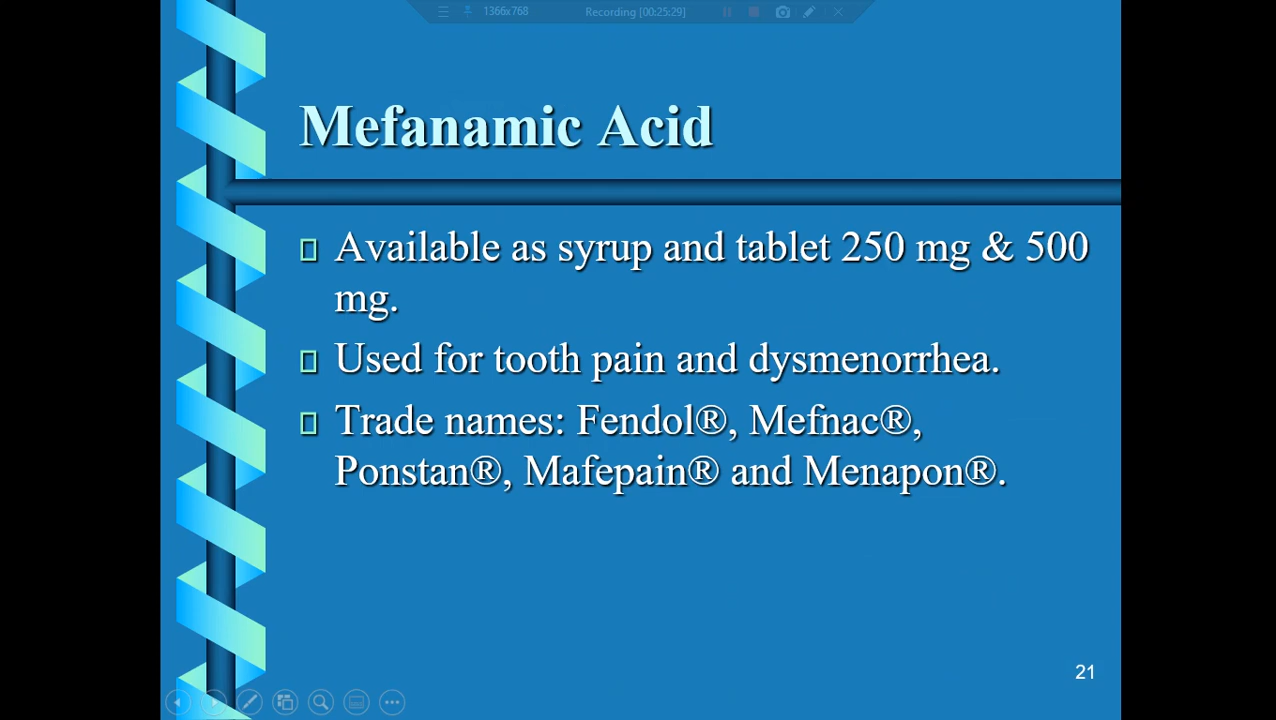 1366x768
Recording [00:25:29]
Mefanamic Acid
Available as syrup and tablet 250 mg & 500
mg.
Used for tooth pain and dysmenorrhea.
Trade names: Fendol®, Mefnac®,
Ponstan®, Mafepain® and Menapon®.
21